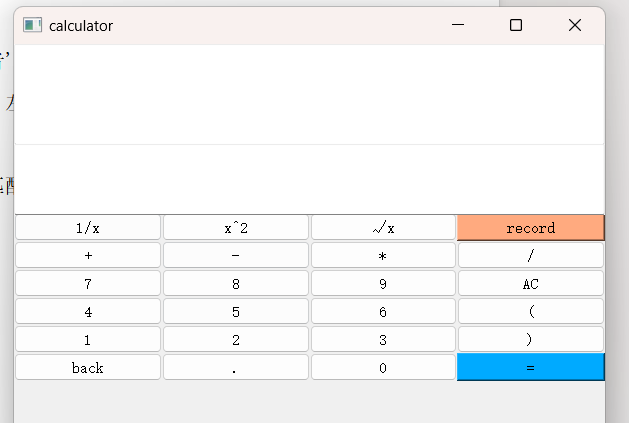 calculator
1/x x^2 √x record
+ - * /
7 8 9 AC
4 5 6 (
1 2 3 )
back . 0 =